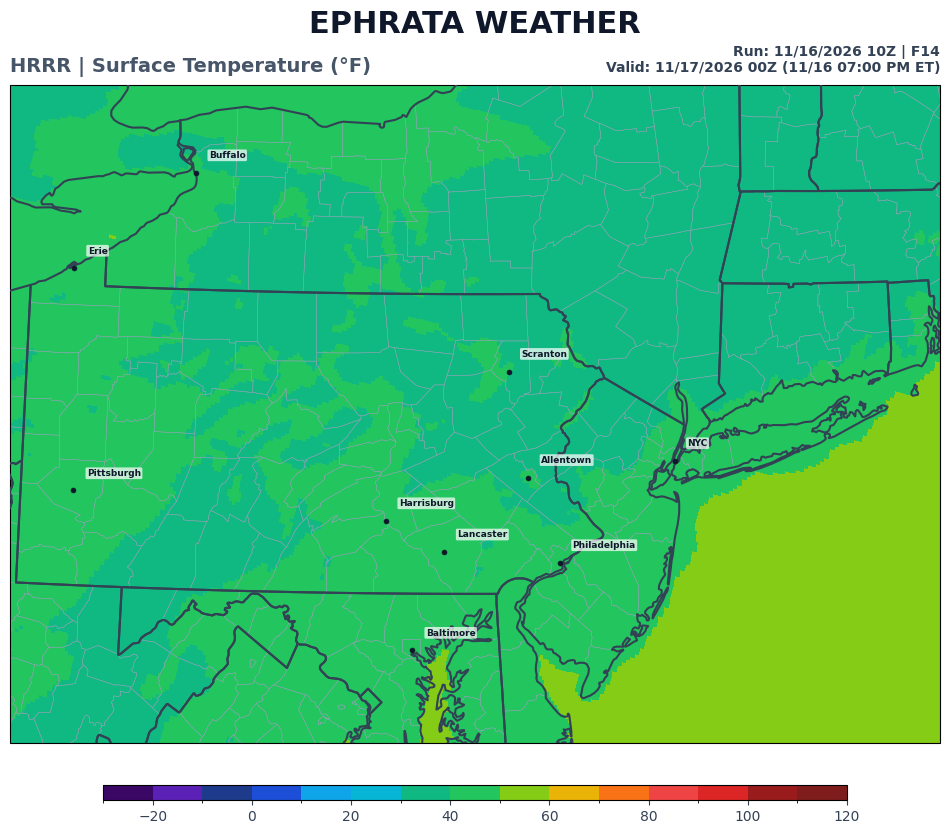 EPHRATA WEATHER
HRRR | Surface Temperature (°F)
Run: 11/16/2026 10Z | F14
Valid: 11/17/2026 00Z (11/16 07:00 PM ET)
Buffalo
Erie
Scranton
NYC
Allentown
Pittsburgh
Harrisburg
Lancaster
Philadelphia
Baltimore
−20 0 20 40 60 80 100 120